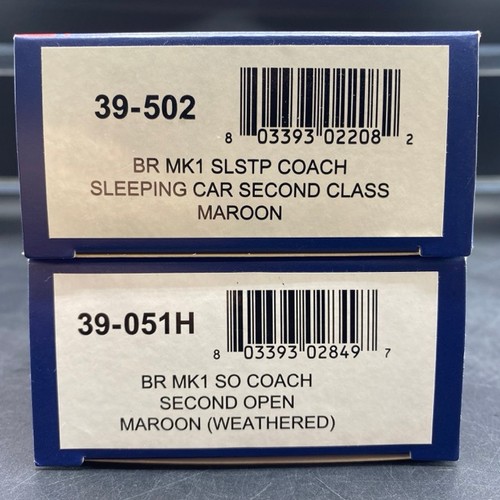 39-502
8 03393 02208 2
BR MK1 SLSTP COACH
SLEEPING CAR SECOND CLASS
MAROON
39-051H
8 03393 02849 7
BR MK1 SO COACH
SECOND OPEN
MAROON (WEATHERED)